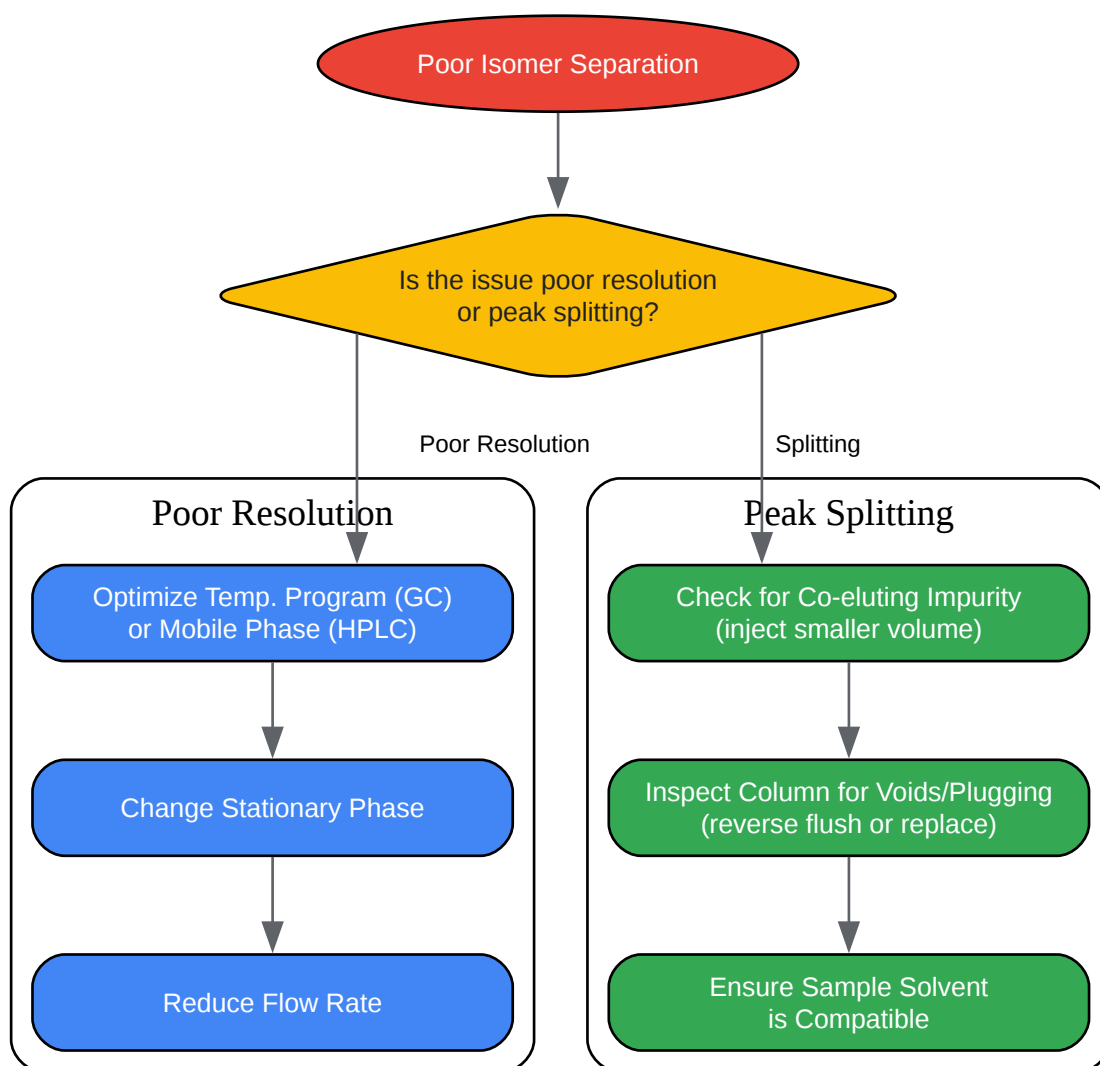 Poor Isomer Separation
Is the issue poor resolution
or peak splitting?
Poor Resolution
Splitting
Poor Resolution
Optimize Temp. Program (GC)
or Mobile Phase (HPLC)
Change Stationary Phase
Reduce Flow Rate
Peak Splitting
Check for Co-eluting Impurity
(inject smaller volume)
Inspect Column for Voids/Plugging
(reverse flush or replace)
Ensure Sample Solvent
is Compatible